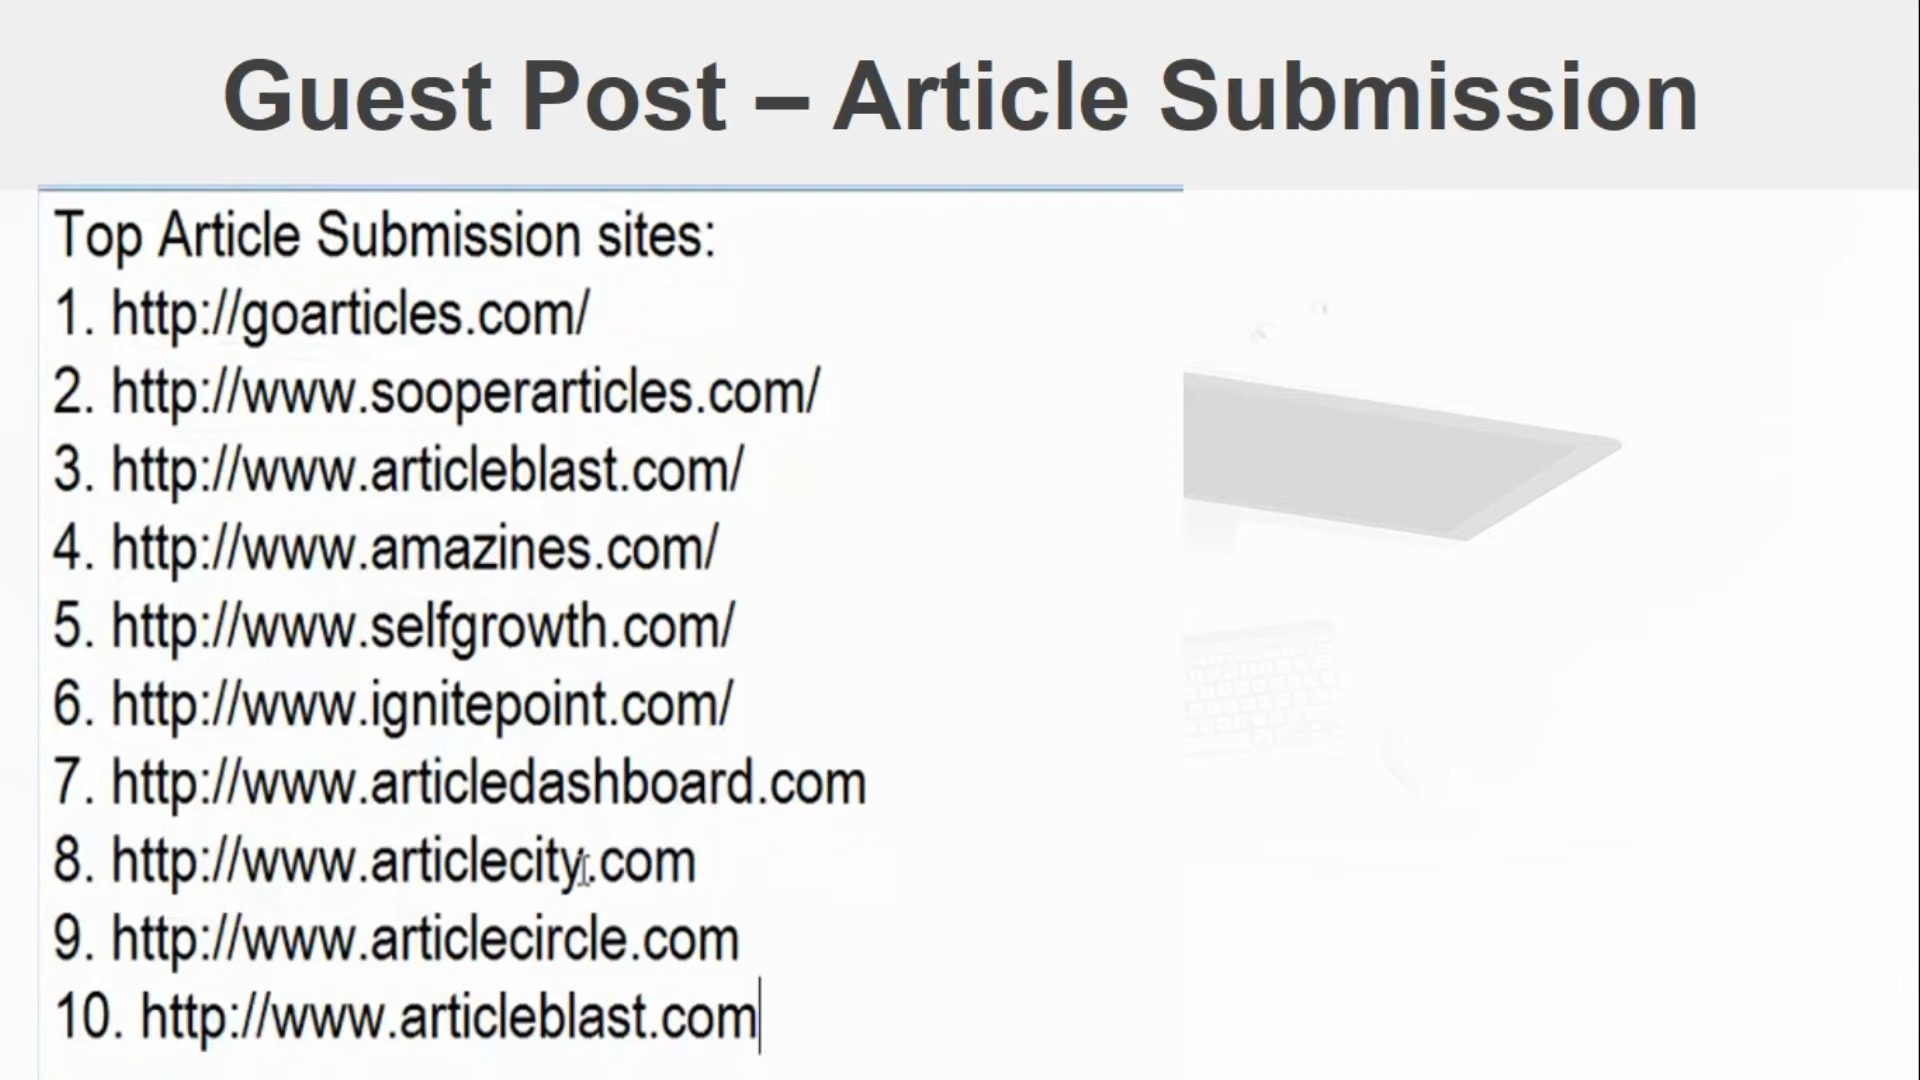 Guest Post – Article Submission
Top Article Submission sites:
1. http://goarticles.com/
2. http://www.sooperarticles.com/
3. http://www.articleblast.com/
4. http://www.amazines.com/
5. http://www.selfgrowth.com/
6. http://www.ignitepoint.com/
7. http://www.articledashboard.com
8. http://www.articlecity.com
9. http://www.articlecircle.com
10. http://www.articleblast.com